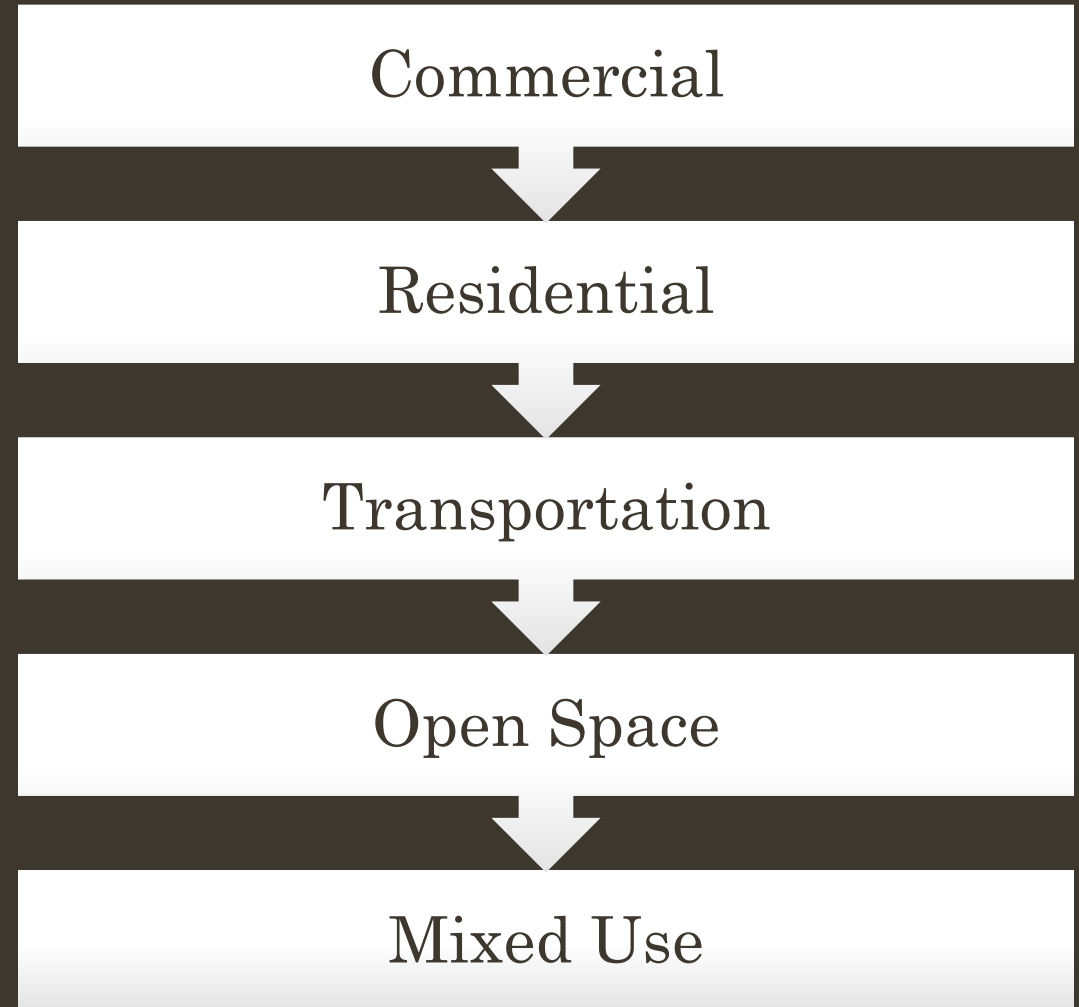 Commercial
Residential
Transportation
Open Space
Mixed Use